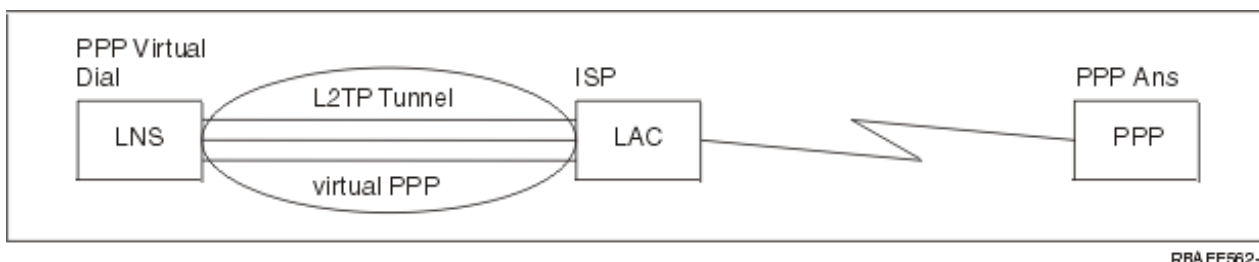 PPP Virtual
Dial
LNS
L2TP Tunnel
virtual PPP
ISP
LAC
PPP Ans
PPP